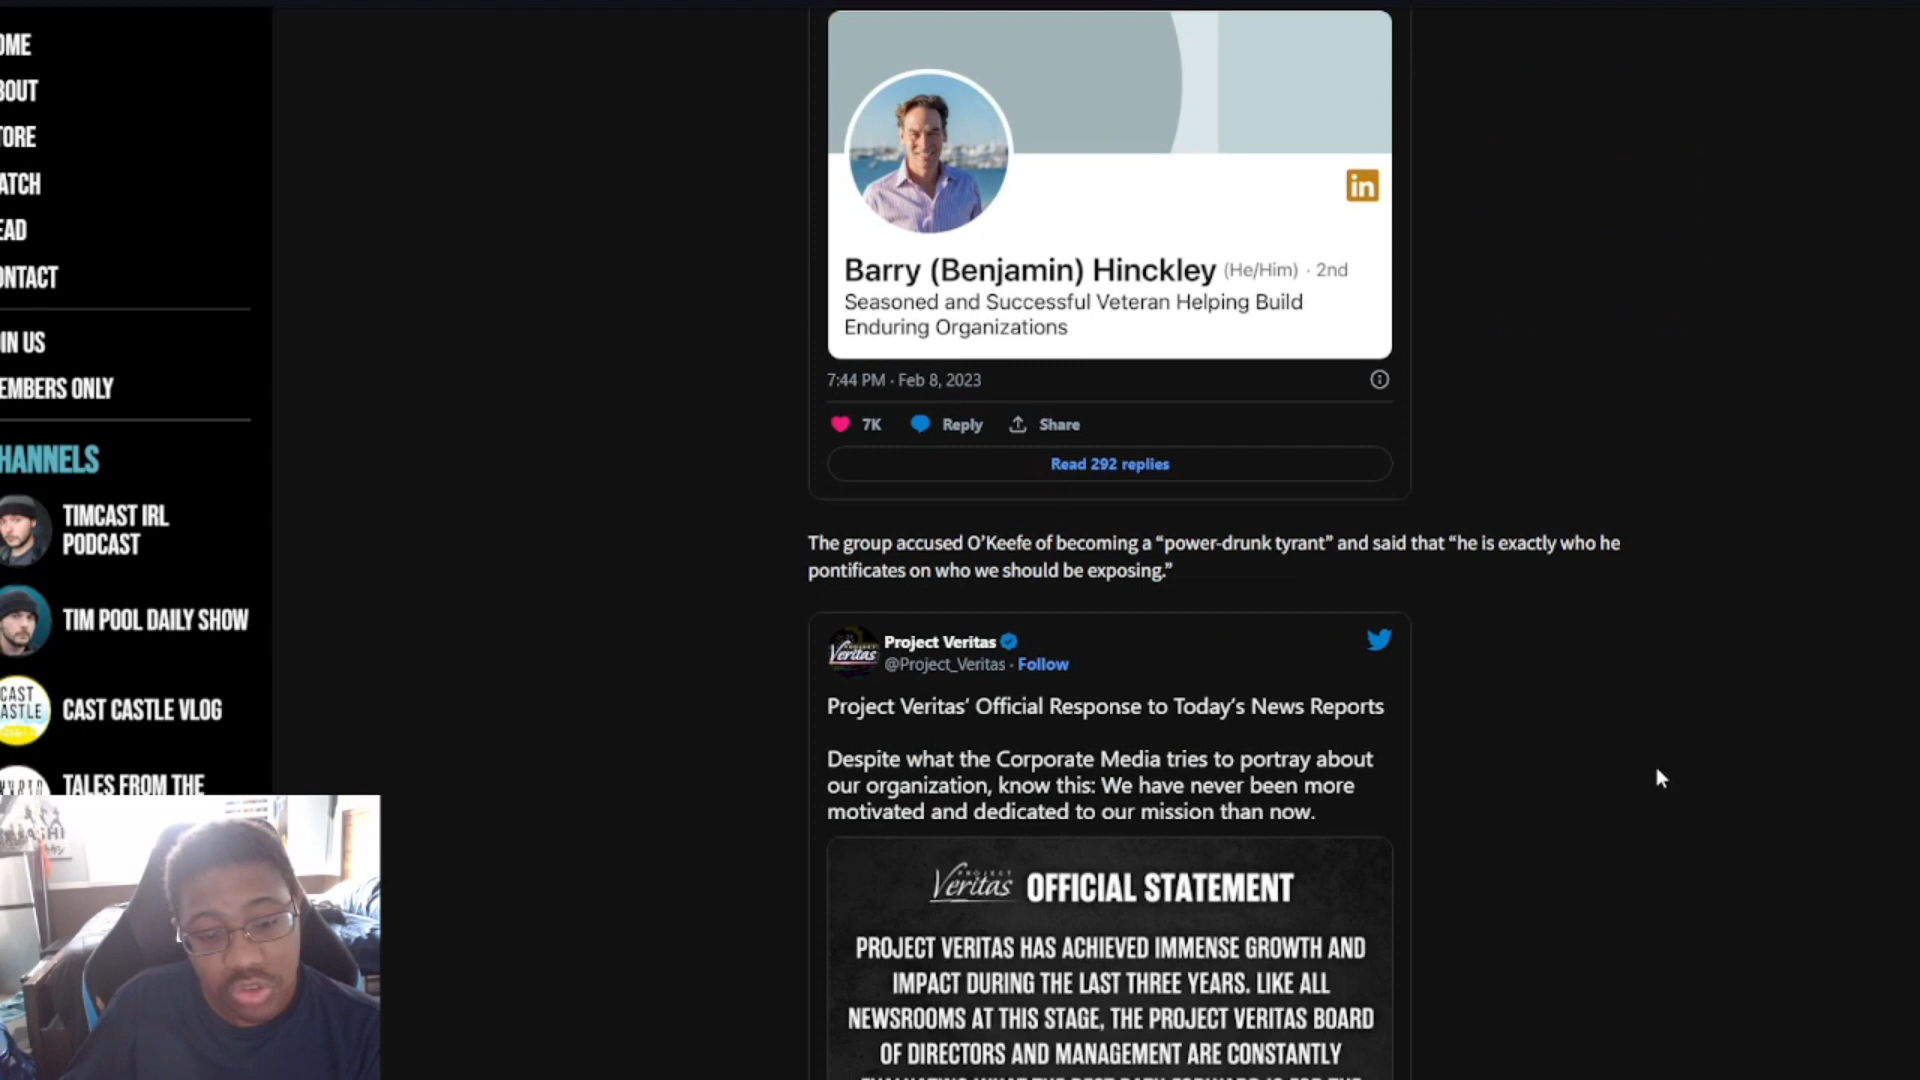 OME
BOUT
TORE
ATCH
EAD
ONTACT
IN US
EMBERS ONLY
HANNELS
TIMCAST IRL
PODCAST
TIM POOL DAILY SHOW
CAST
ASTLE
CAST CASTLE VLOG
TALES FROM THE
in
Barry (Benjamin) Hinckley (He/Him) · 2nd
Seasoned and Successful Veteran Helping Build
Enduring Organizations
7:44 PM · Feb 8, 2023
7K Reply Share
Read 292 replies
The group accused O’Keefe of becoming a “power-drunk tyrant” and said that “he is exactly who he
pontificates on who we should be exposing.”
Veritas
Project Veritas
@Project_Veritas · Follow
Project Veritas’ Official Response to Today’s News Reports
Despite what the Corporate Media tries to portray about
our organization, know this: We have never been more
motivated and dedicated to our mission than now.
PROJECT Veritas OFFICIAL STATEMENT
PROJECT VERITAS HAS ACHIEVED IMMENSE GROWTH AND
IMPACT DURING THE LAST THREE YEARS. LIKE ALL
NEWSROOMS AT THIS STAGE, THE PROJECT VERITAS BOARD
OF DIRECTORS AND MANAGEMENT ARE CONSTANTLY